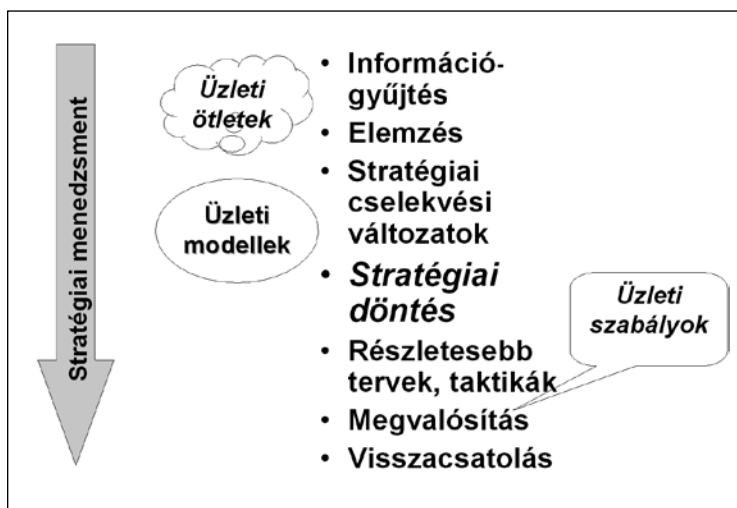 Stratégiai menedzsment
Üzleti
ötletek
Üzleti
modellek
• Információ-
gyűjtés
• Elemzés
• Stratégiai
cselekvési
változatok
• Stratégiai
döntés
• Részletesebb
tervek, taktikák
• Megvalósítás
• Visszacsatolás
Üzleti
szabályok